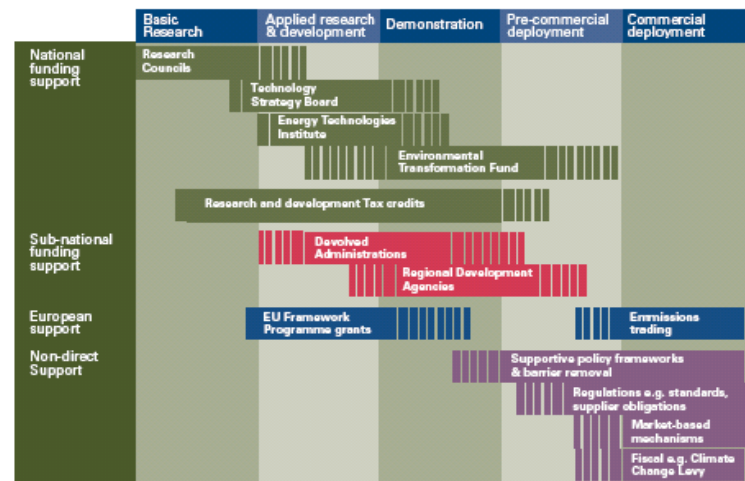 Basic
Research
Applied research
& development
Demonstration
Pre-commercial
deployment
Commercial
deployment
National
funding
support
Research
Councils
Technology
Strategy Board
Energy Technologies
Institute
Environmental
Transformation Fund
Research and development Tax credits
Sub-national
funding
support
Devolved
Administrations
Regional Development
Agencies
European
support
EU Framework
Programme grants
Emmissions
trading
Non-direct
Support
Supportive policy frameworks
& barrier removal
Regulations e.g. standards,
supplier obligations
Market-based
mechanisms
Fiscal e.g. Climate
Change Levy